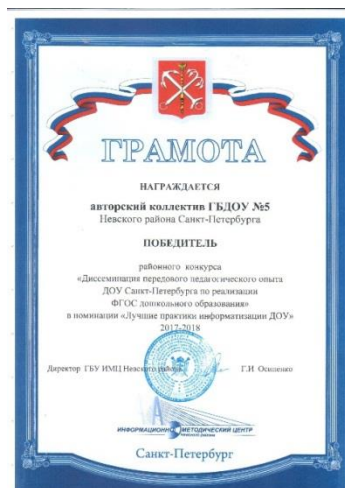 ГРАМОТА
НАГРАЖДАЕТСЯ
авторский коллектив ГБДОУ №5
Невского района Санкт-Петербурга
ПОБЕДИТЕЛЬ
районного конкурса
«Диссеминация передового педагогического опыта
ДОУ Санкт-Петербурга по реализации
ФГОС дошкольного образования»
в номинации «Лучшие практики информатизации ДОУ»
2017-2018
Директор ГБУ ИМЦ Невского района Г.И Осипенко
ИНФОРМАЦИОННО МЕТОДИЧЕСКИЙ ЦЕНТР
Санкт-Петербург